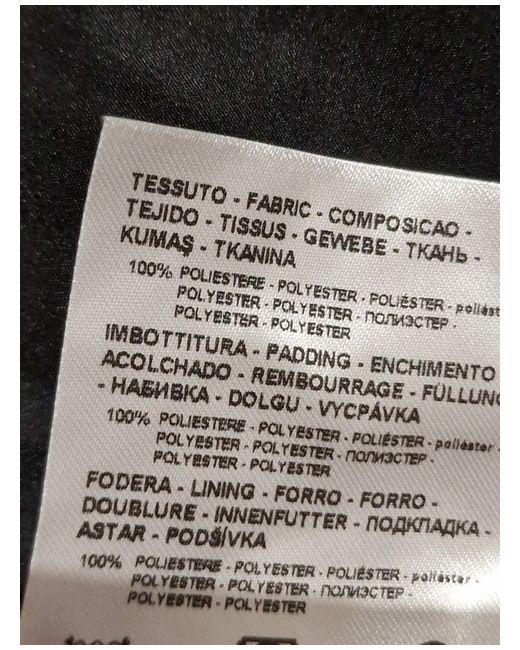 TESSUTO - FABRIC - COMPOSICAO -
TEJIDO - TISSUS - GEWEBE - ТКАНЬ -
KUMAŞ - TKANINA
100% POLIESTERE - POLYESTER - POLIÉSTER - poliést
POLYESTER - POLYESTER - ПОЛИЭСТЕР -
POLYESTER - POLYESTER
IMBOTTITURA - PADDING - ENCHIMENTO
ACOLCHADO - REMBOURRAGE - FÜLLUNG
- НАБИВКА - DOLGU - VYCPÁVKA
100% POLIESTERE - POLYESTER - POLIÉSTER - poliéster -
POLYESTER - POLYESTER - ПОЛИЭСТЕР -
POLYESTER - POLYESTER
FODERA - LINING - FORRO - FORRO -
DOUBLURE - INNENFUTTER - ПОДКЛАДКА -
ASTAR - PODŠÍVKA
100% POLIESTERE - POLYESTER - POLIÉSTER - poliéster -
POLYESTER - POLYESTER - ПОЛИЭСТЕР -
POLYESTER - POLYESTER